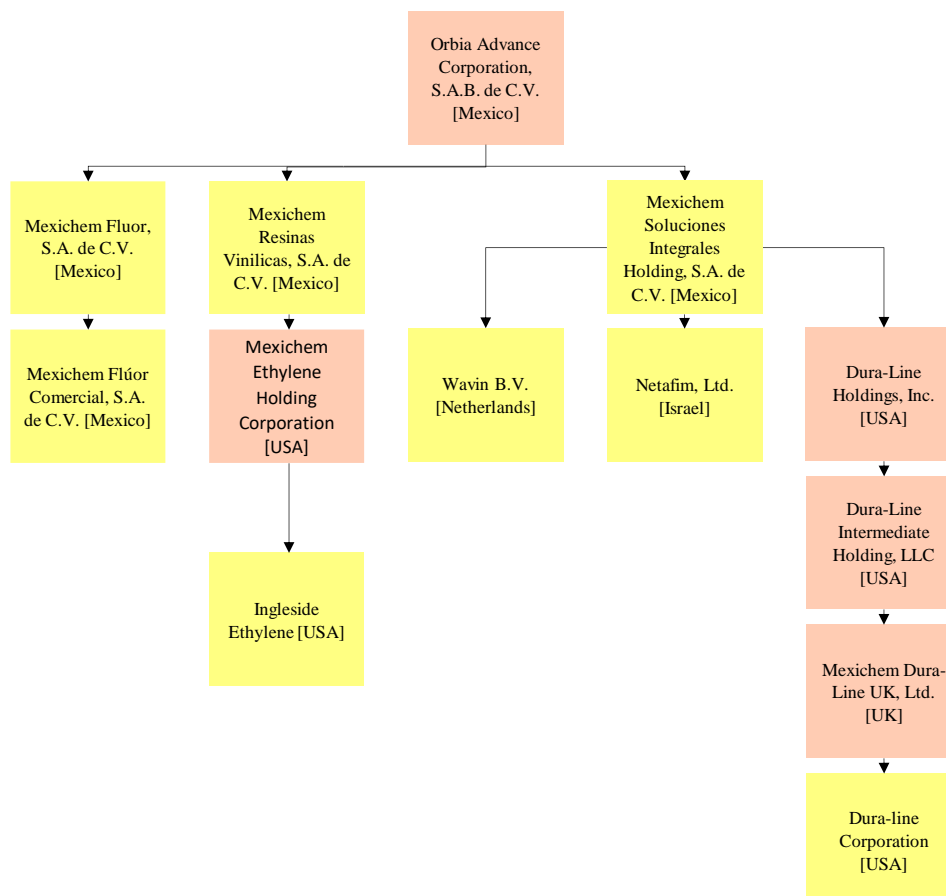 Orbia Advance
Corporation,
S.A.B. de C.V.
[Mexico]
Mexichem Fluor,
S.A. de C.V.
[Mexico]
Mexichem
Resinas
Vinilicas, S.A. de
C.V. [Mexico]
Mexichem
Soluciones
Integrales
Holding, S.A. de
C.V. [Mexico]
Mexichem Flúor
Comercial, S.A.
de C.V. [Mexico]
Mexichem
Ethylene
Holding
Corporation
[USA]
Wavin B.V.
[Netherlands]
Netafim, Ltd.
[Israel]
Dura-Line
Holdings, Inc.
[USA]
Dura-Line
Intermediate
Holding, LLC
[USA]
Ingleside
Ethylene [USA]
Mexichem Dura-
Line UK, Ltd.
[UK]
Dura-line
Corporation
[USA]